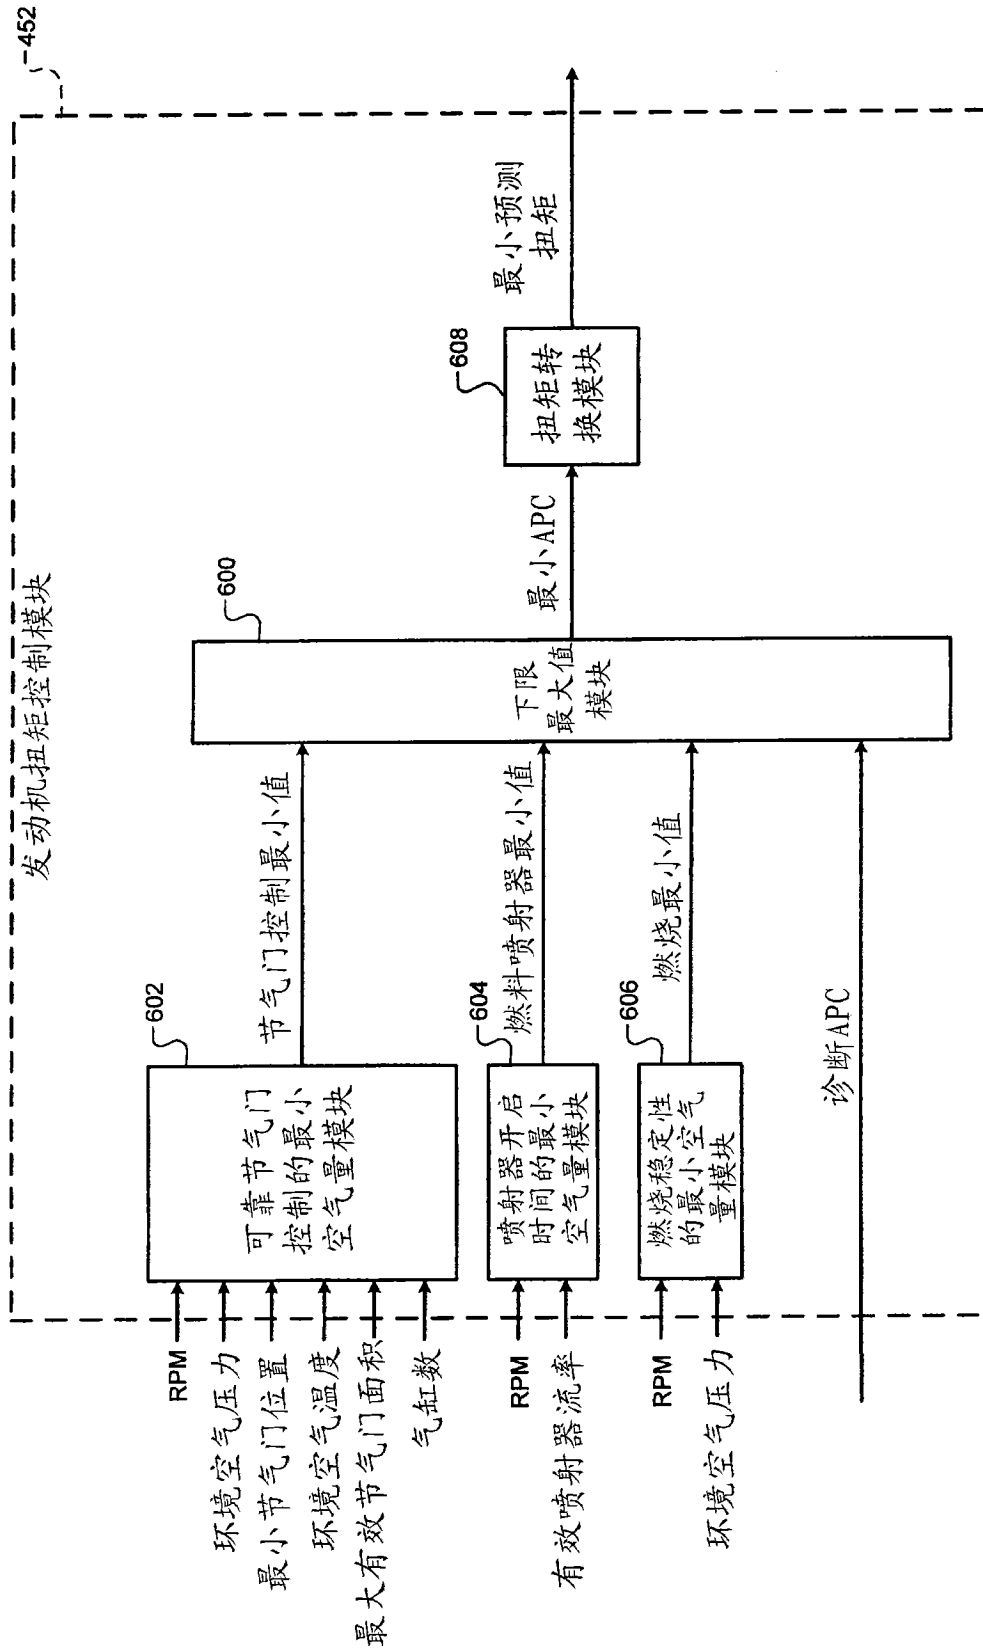 452
发动机扭矩控制模块
RPM
环境空气压力
最小节气门位置
环境空气温度
最大有效节气门面积
气缸数
602
可靠节气门
控制的最小
空气量模块
节气门控制最小值
RPM
有效喷射器流率
604
喷射器开启
时间的最小
空气量模块
燃料喷射器最小值
RPM
环境空气压力
606
燃烧稳定性
的最小空气
量模块
燃烧最小值
诊断APC
600
下限
最大值
模块
最小APC
608
扭矩转
换模块
最小预测
扭矩